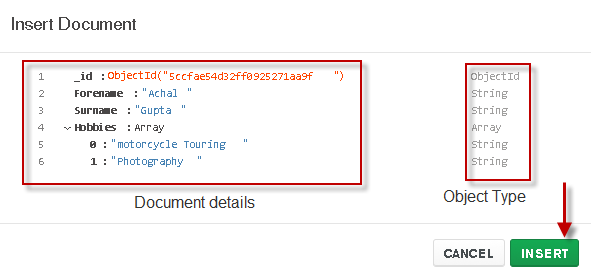 Insert Document
1 _id :ObjectId("5ccfae54d32ff0925271aa9f ") ObjectId
2 Forename :"Achal " String
3 Surname :"Gupta " String
4 Hobbies :Array Array
5 0 :"motorcycle Touring " String
6 1 :"Photography " String
Document details Object Type
CANCEL INSERT